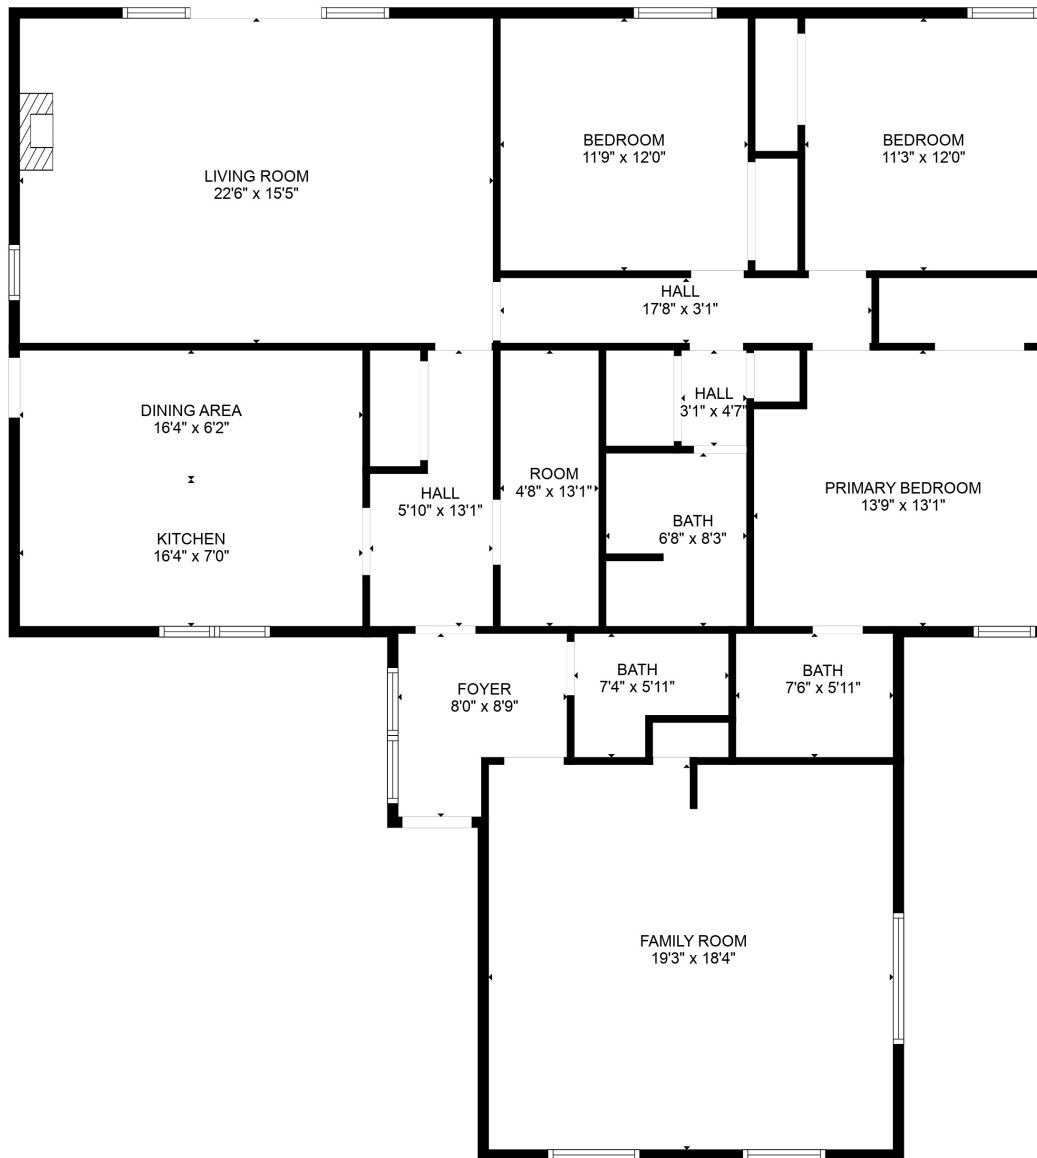 BEDROOM
11'9" x 12'0"
BEDROOM
11'3" x 12'0"
LIVING ROOM
22'6" x 15'5"
HALL
17'8" x 3'1"
HALL
3'1" x 4'7"
DINING AREA
16'4" x 6'2"
ROOM
4'8" x 13'1"
HALL
5'10" x 13'1"
PRIMARY BEDROOM
13'9" x 13'1"
BATH
6'8" x 8'3"
KITCHEN
16'4" x 7'0"
BATH
7'4" x 5'11"
BATH
7'6" x 5'11"
FOYER
8'0" x 8'9"
FAMILY ROOM
19'3" x 18'4"